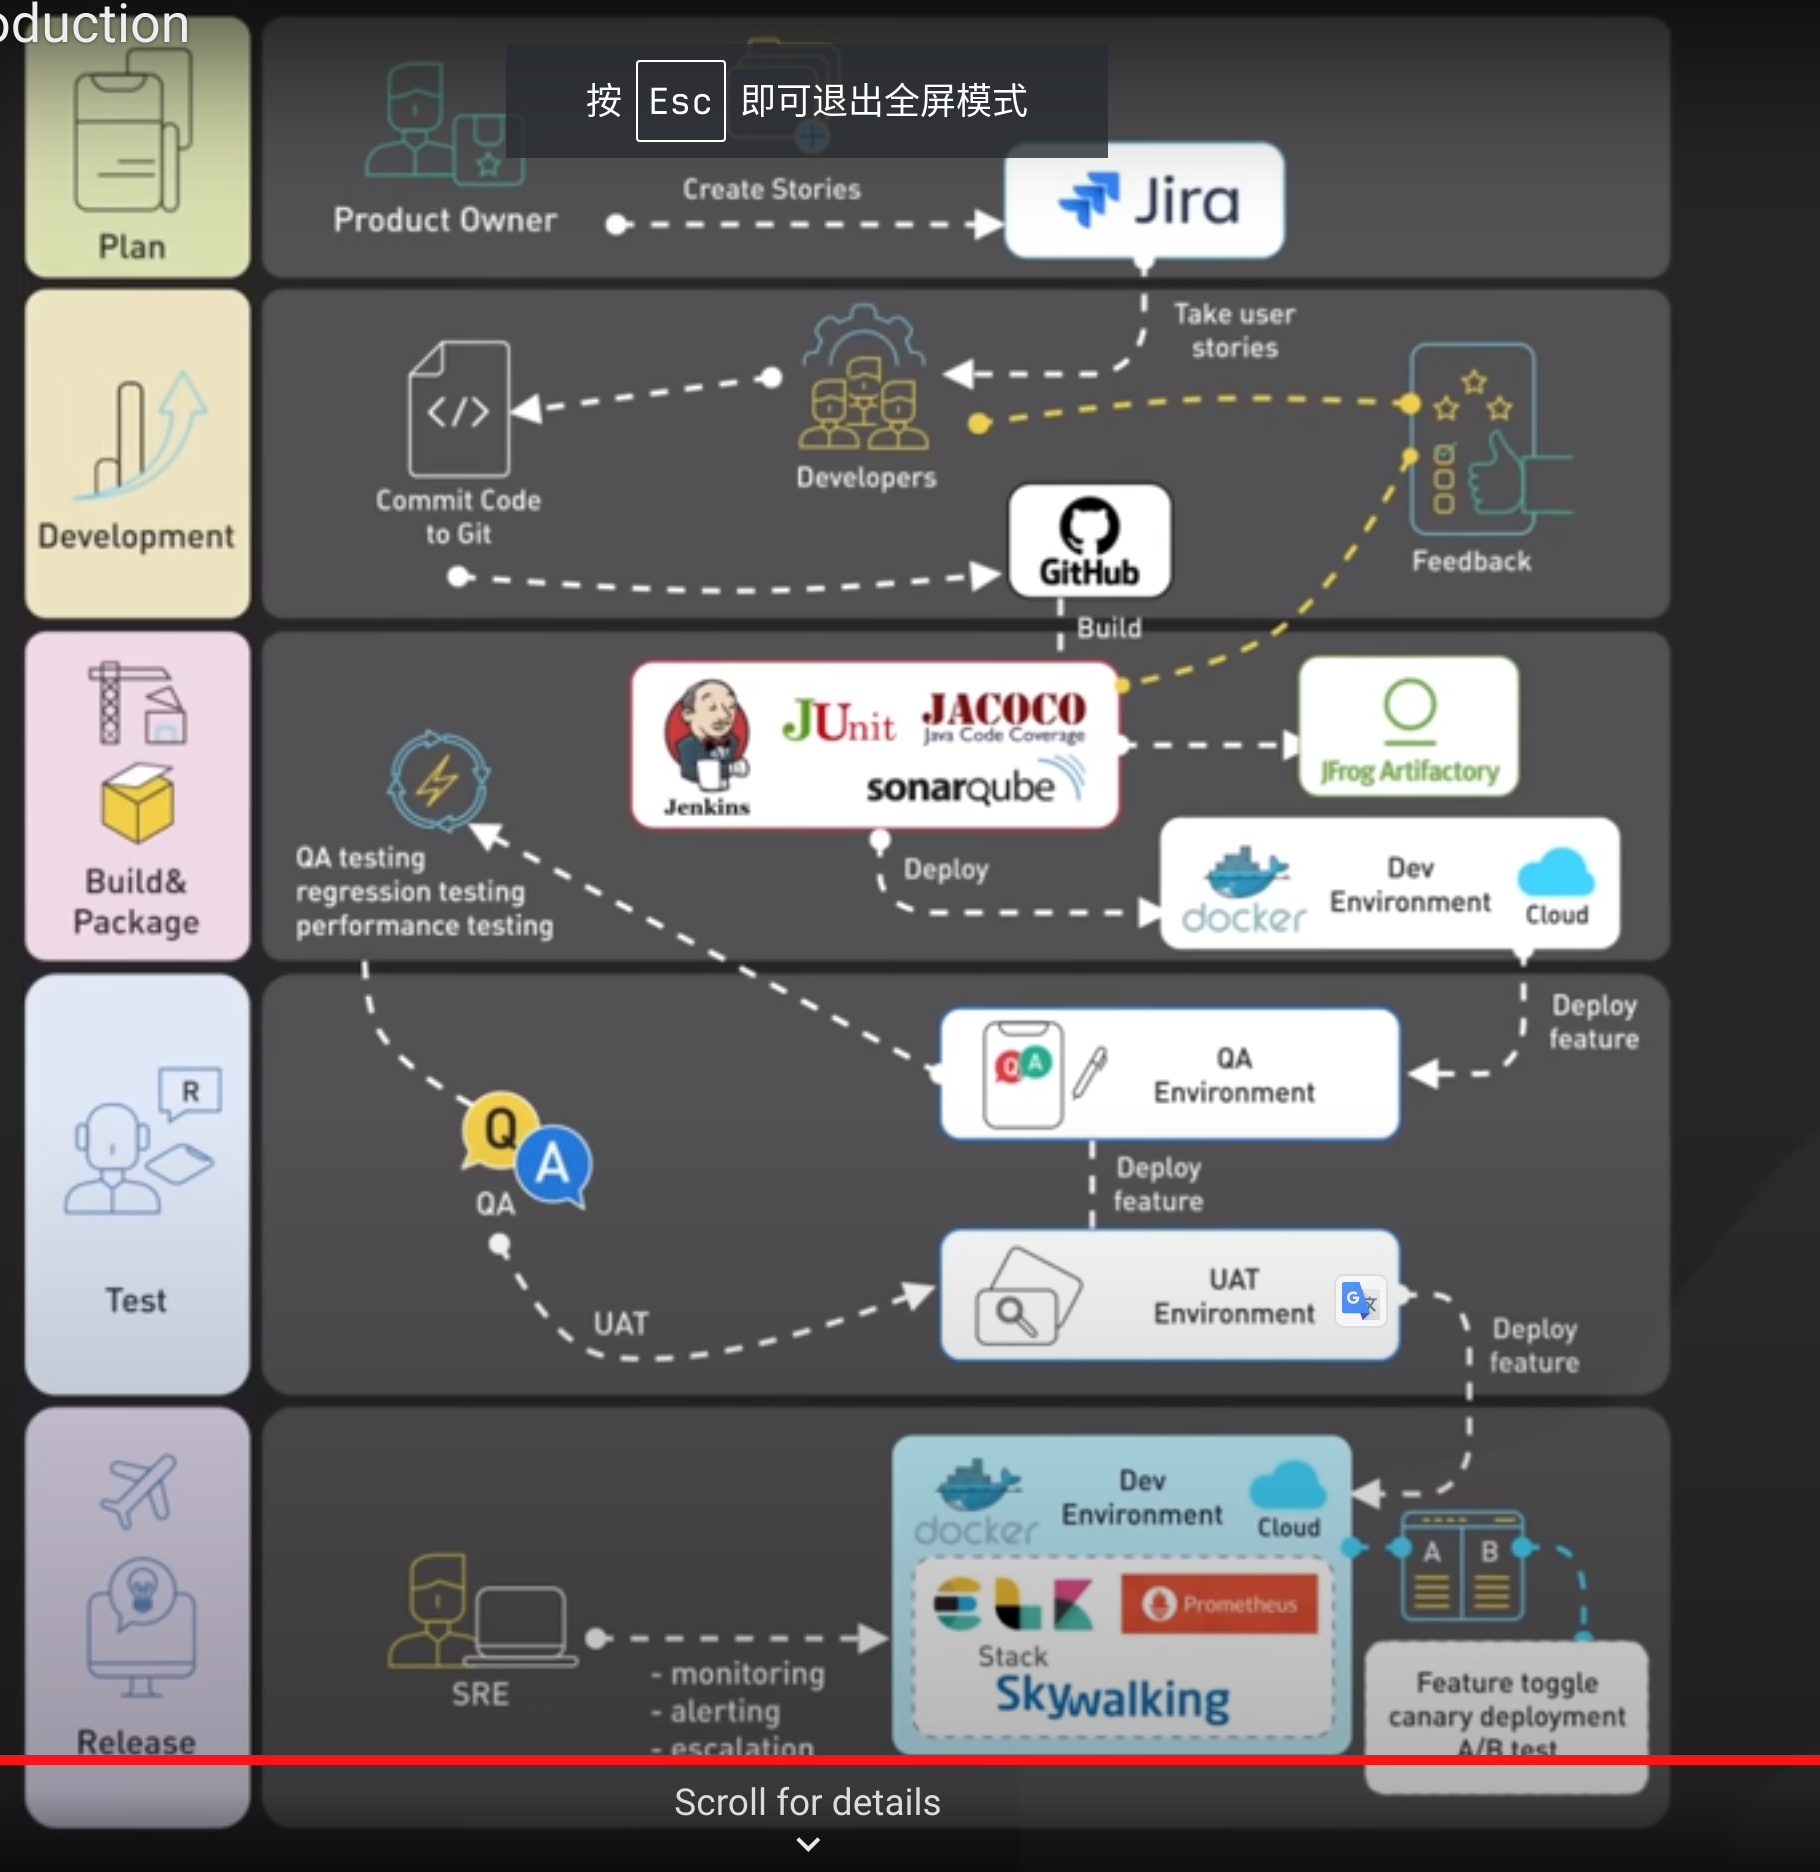 oduction
按 Esc 即可退出全屏模式
Plan
Product Owner
Create Stories
Jira
Development
Take user
stories
</>
Commit Code
to Git
Developers
GitHub
Feedback
Build
Build&
Package
QA testing
regression testing
performance testing
Jenkins
JUnit
JACOCO
Java Code Coverage
sonarqube
JFrog Artifactory
Deploy
docker
Dev
Environment
Cloud
Test
R
Q A
QA
Environment
Deploy
feature
Q
A
QA
Deploy
feature
UAT
UAT
Environment
G 文
Deploy
feature
Release
SRE
- monitoring
- alerting
- escalation
docker
Dev
Environment
Cloud
Stack
Prometheus
Skywalking
A B
Feature toggle
canary deployment
A/B test
Scroll for details